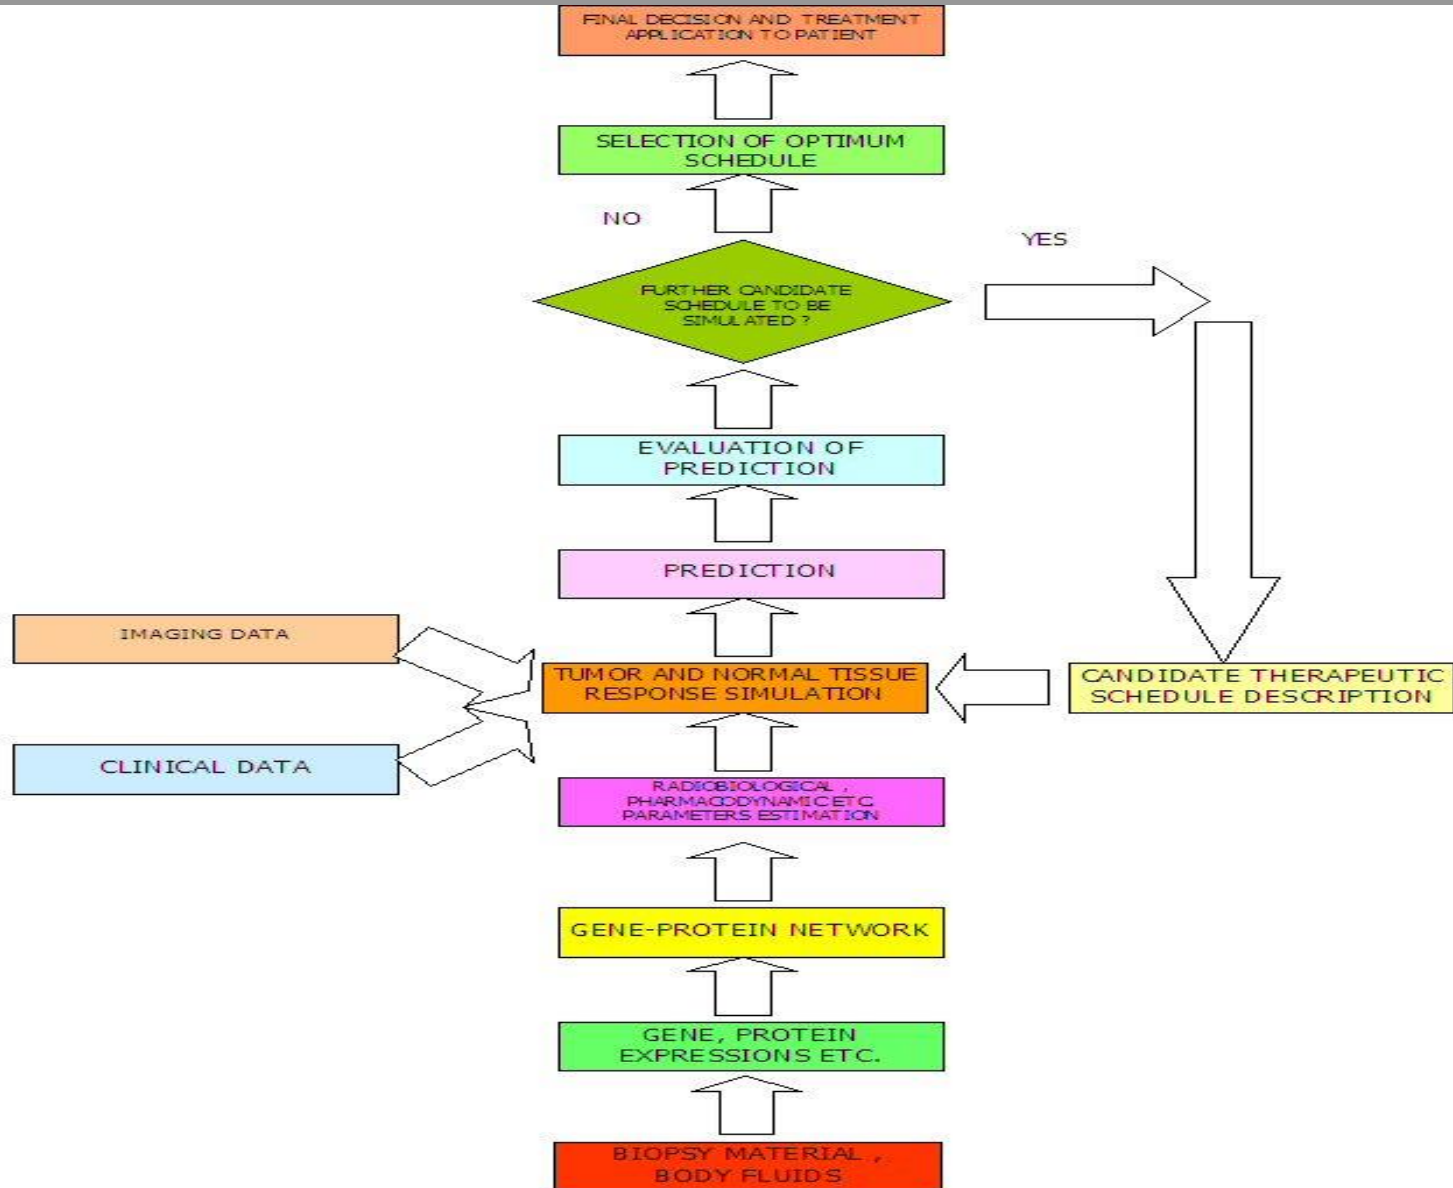 FINAL DECISION AND TREATMENT
APPLICATION TO PATIENT
SELECTION OF OPTIMUM
SCHEDULE
NO
YES
FURTHER CANDIDATE
SCHEDULE TO BE
SIMULATED ?
EVALUATION OF
PREDICTION
PREDICTION
IMAGING DATA
TUMOR AND NORMAL TISSUE
RESPONSE SIMULATION
CANDIDATE THERAPEUTIC
SCHEDULE DESCRIPTION
CLINICAL DATA
RADIOBIOLOGICAL ,
PHARMACODYNAMIC ETC.
PARAMETERS ESTIMATION
GENE-PROTEIN NETWORK
GENE, PROTEIN
EXPRESSIONS ETC.
BIOPSY MATERIAL ,
BODY FLUIDS